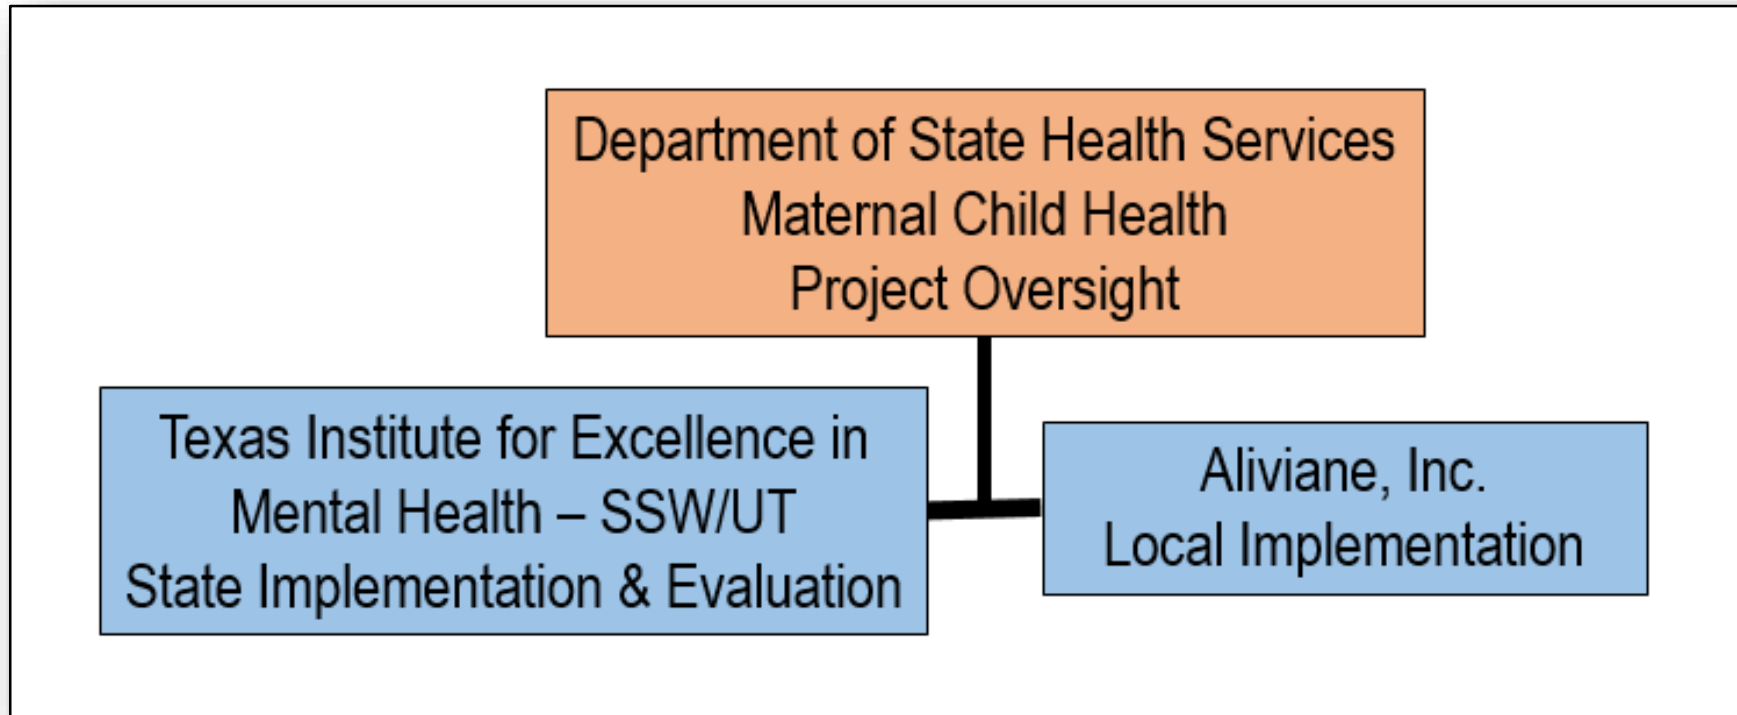 Department of State Health Services
Maternal Child Health
Project Oversight
Texas Institute for Excellence in
Mental Health – SSW/UT
State Implementation & Evaluation
Aliviane, Inc.
Local Implementation